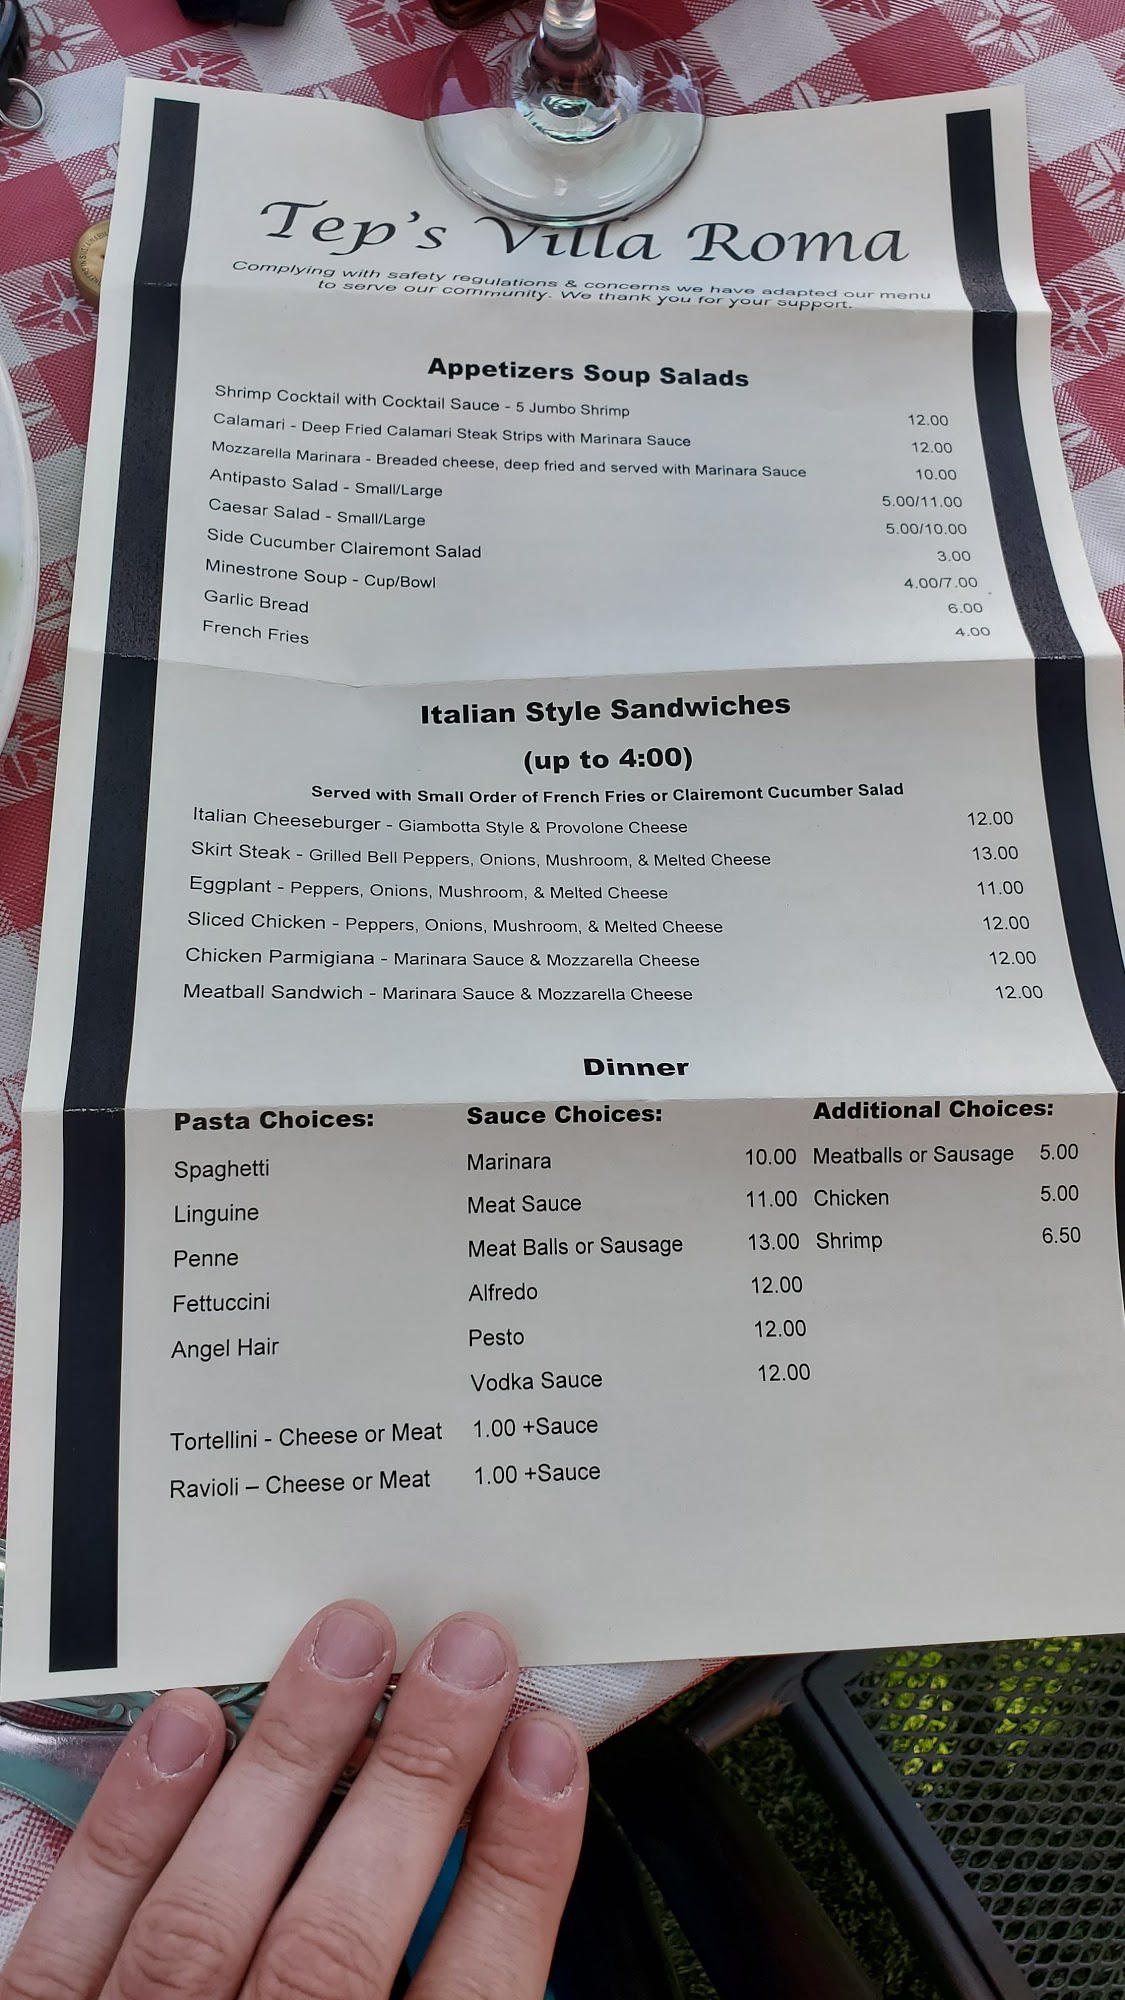 Tep's Villa Roma
Complying with safety regulations & concerns we have adapted our menu
to serve our community. We thank you for your support.
Appetizers Soup Salads
Shrimp Cocktail with Cocktail Sauce - 5 Jumbo Shrimp 12.00
Calamari - Deep Fried Calamari Steak Strips with Marinara Sauce 12.00
Mozzarella Marinara - Breaded cheese, deep fried and served with Marinara Sauce 10.00
Antipasto Salad - Small/Large 5.00/11.00
Caesar Salad - Small/Large 5.00/10.00
Side Cucumber Clairemont Salad 3.00
Minestrone Soup - Cup/Bowl 4.00/7.00
Garlic Bread 6.00
French Fries 4.00
Italian Style Sandwiches
(up to 4:00)
Served with Small Order of French Fries or Clairemont Cucumber Salad
Italian Cheeseburger - Giambotta Style & Provolone Cheese 12.00
Skirt Steak - Grilled Bell Peppers, Onions, Mushroom, & Melted Cheese 13.00
Eggplant - Peppers, Onions, Mushroom, & Melted Cheese 11.00
Sliced Chicken - Peppers, Onions, Mushroom, & Melted Cheese 12.00
Chicken Parmigiana - Marinara Sauce & Mozzarella Cheese 12.00
Meatball Sandwich - Marinara Sauce & Mozzarella Cheese 12.00
Dinner
Pasta Choices: Sauce Choices: Additional Choices:
Spaghetti Marinara 10.00 Meatballs or Sausage 5.00
Linguine Meat Sauce 11.00 Chicken 5.00
Penne Meat Balls or Sausage 13.00 Shrimp 6.50
Fettuccini Alfredo 12.00
Angel Hair Pesto 12.00
Vodka Sauce 12.00
Tortellini - Cheese or Meat 1.00 +Sauce
Ravioli – Cheese or Meat 1.00 +Sauce